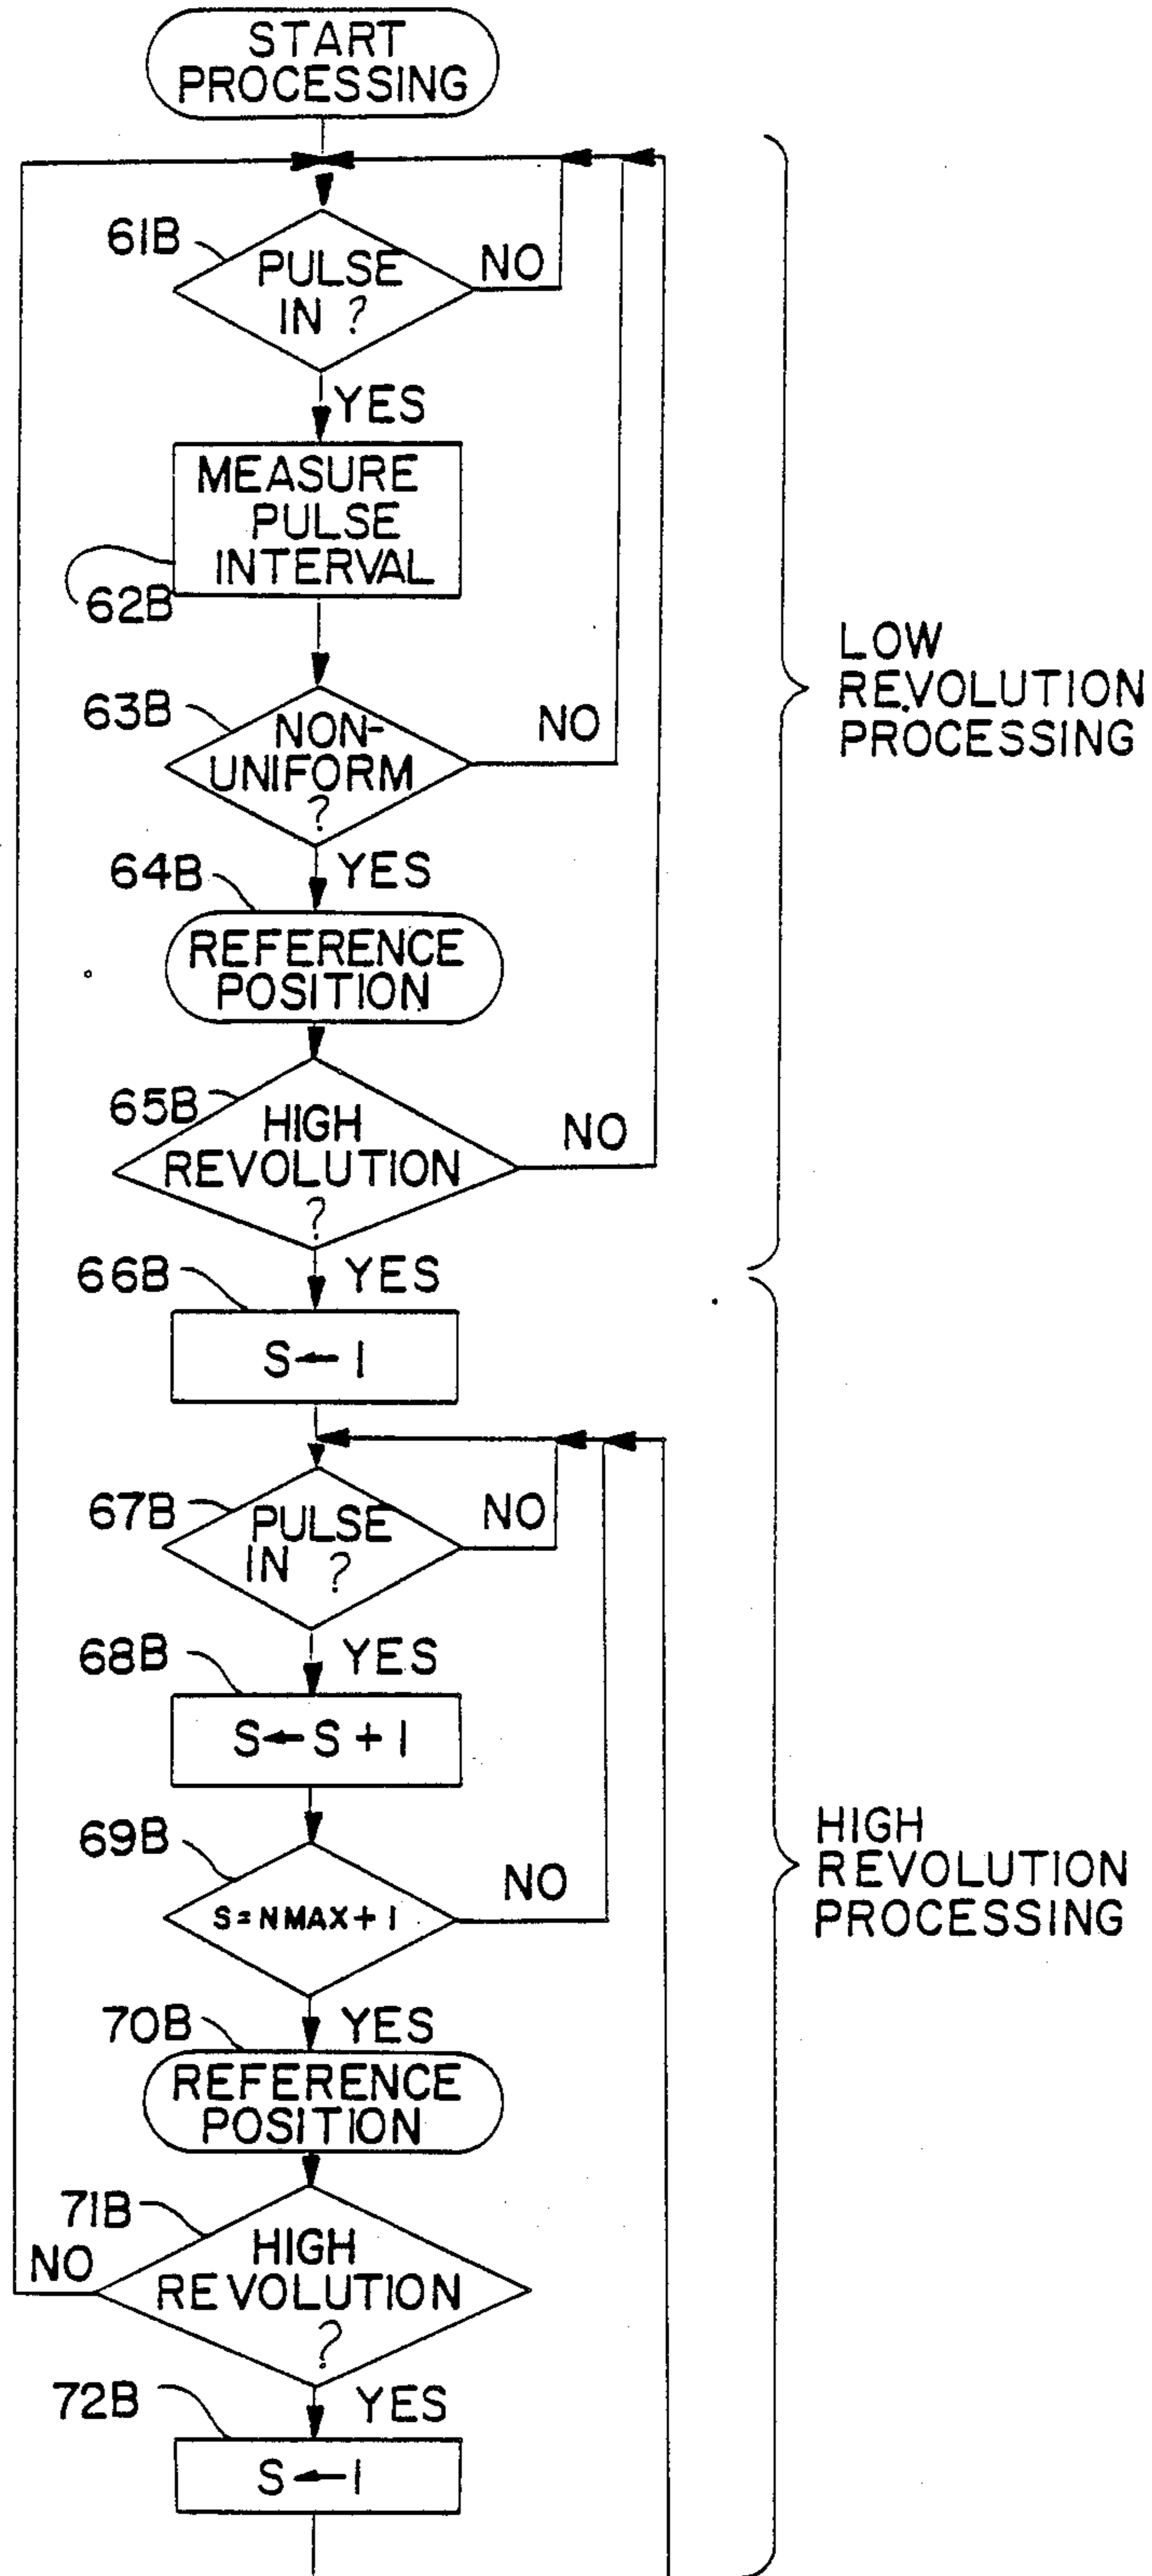 START
PROCESSING
61B
PULSE
IN ?
NO
YES
MEASURE
PULSE
INTERVAL
62B
LOW
REVOLUTION
PROCESSING
63B
NON-
UNIFORM
?
NO
YES
64B
REFERENCE
POSITION
65B
HIGH
REVOLUTION
?
NO
YES
66B
S←1
67B
PULSE
IN ?
NO
YES
68B
S←S+1
HIGH
REVOLUTION
PROCESSING
69B
S=NMAX+1
NO
YES
70B
REFERENCE
POSITION
71B
HIGH
REVOLUTION
?
NO
YES
72B
S←1